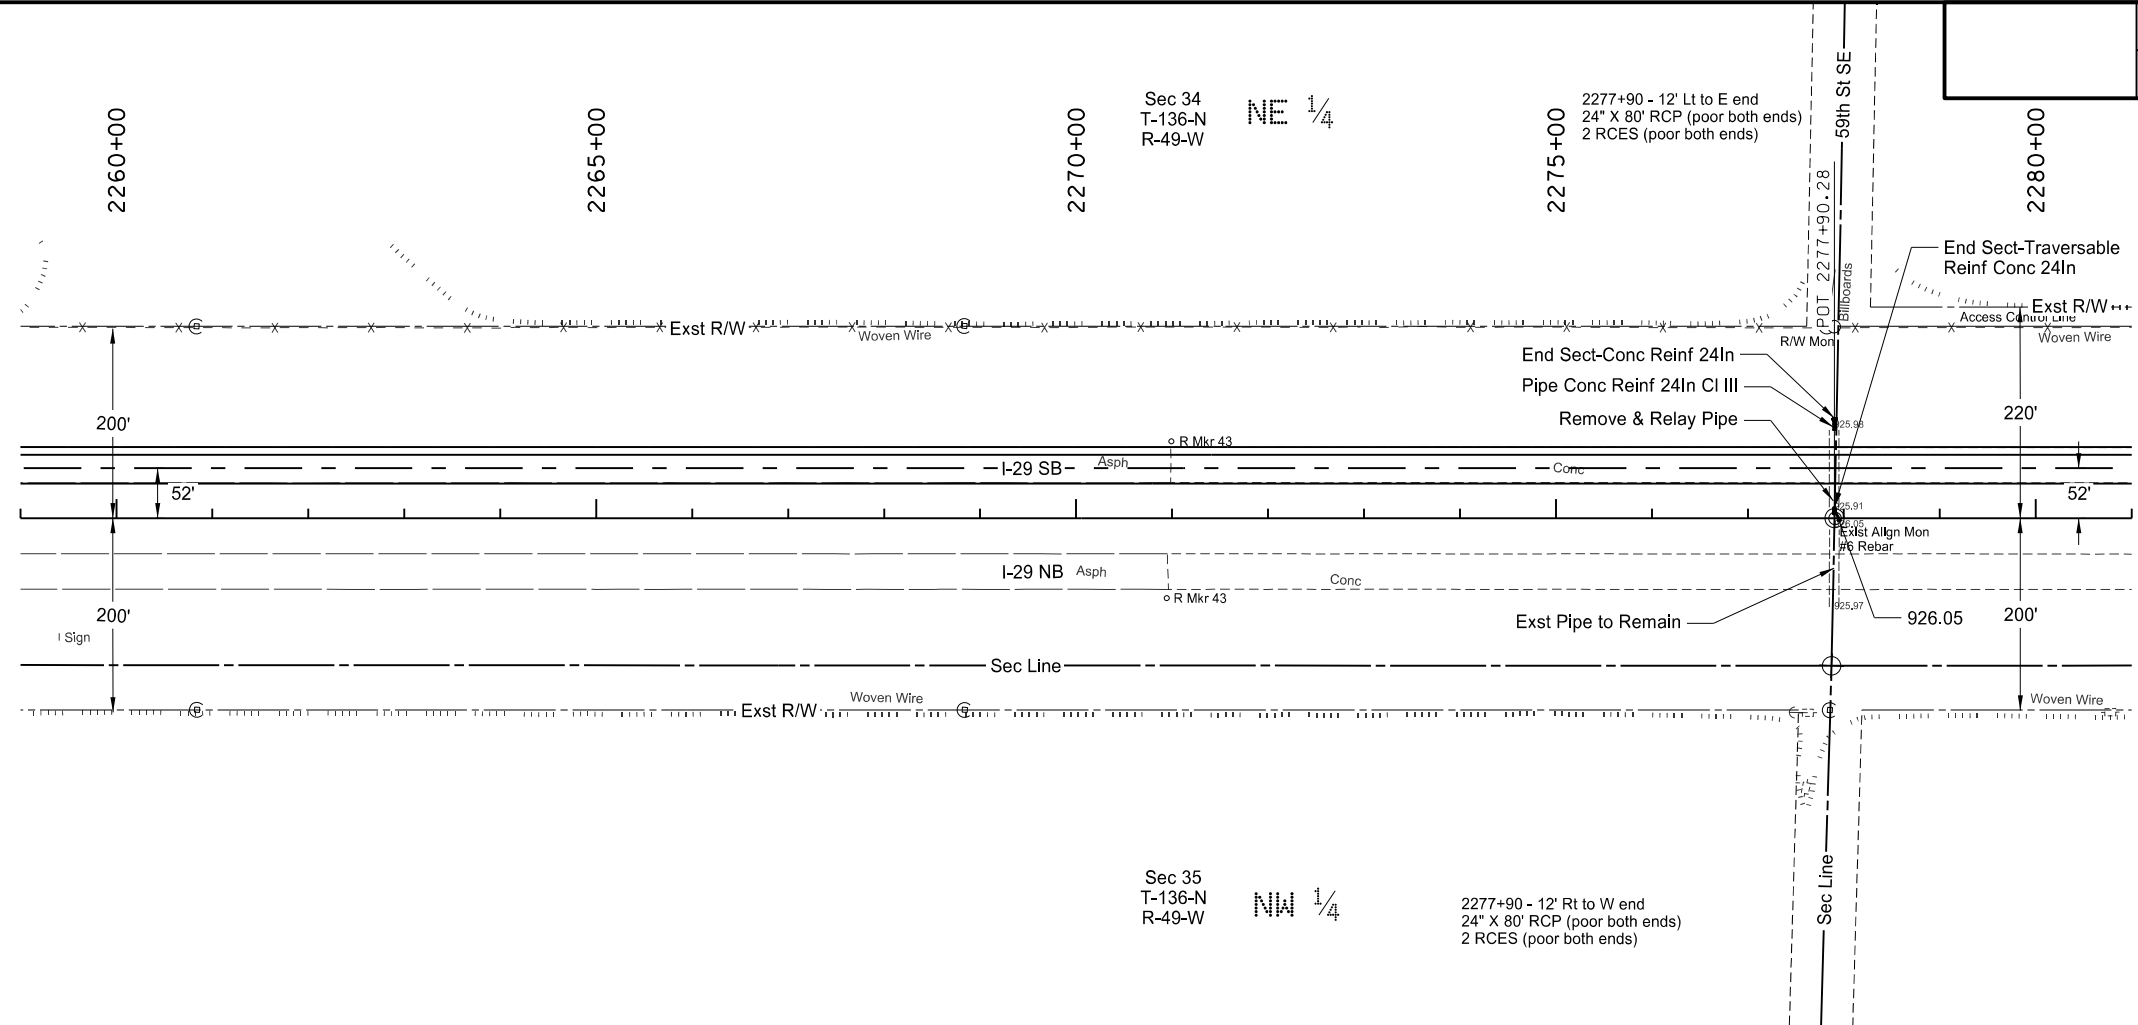 2260+00
2265+00
2270+00
2275+00
2280+00
Sec 34
T-136-N
R-49-W
NE 1/4
2277+90 - 12' Lt to E end
24" X 80' RCP (poor both ends)
2 RCES (poor both ends)
59th St SE
POT 2277+90.28
Billboards
End Sect-Traversable
Reinf Conc 24In
Exst R/W
Access Control Line
Woven Wire
Exst R/W
Woven Wire
R/W Mon
End Sect-Conc Reinf 24In
Pipe Conc Reinf 24In Cl III
Remove & Relay Pipe
925.98
200'
220'
R Mkr 43
I-29 SB
Asph
Conc
52'
52'
925.91
926.05
Exist Align Mon
#6 Rebar
I-29 NB
Asph
Conc
R Mkr 43
925.97
200'
Exst Pipe to Remain
926.05
200'
I Sign
Sec Line
Exst R/W
Woven Wire
Woven Wire
Sec Line
Sec 35
T-136-N
R-49-W
NW 1/4
2277+90 - 12' Rt to W end
24" X 80' RCP (poor both ends)
2 RCES (poor both ends)